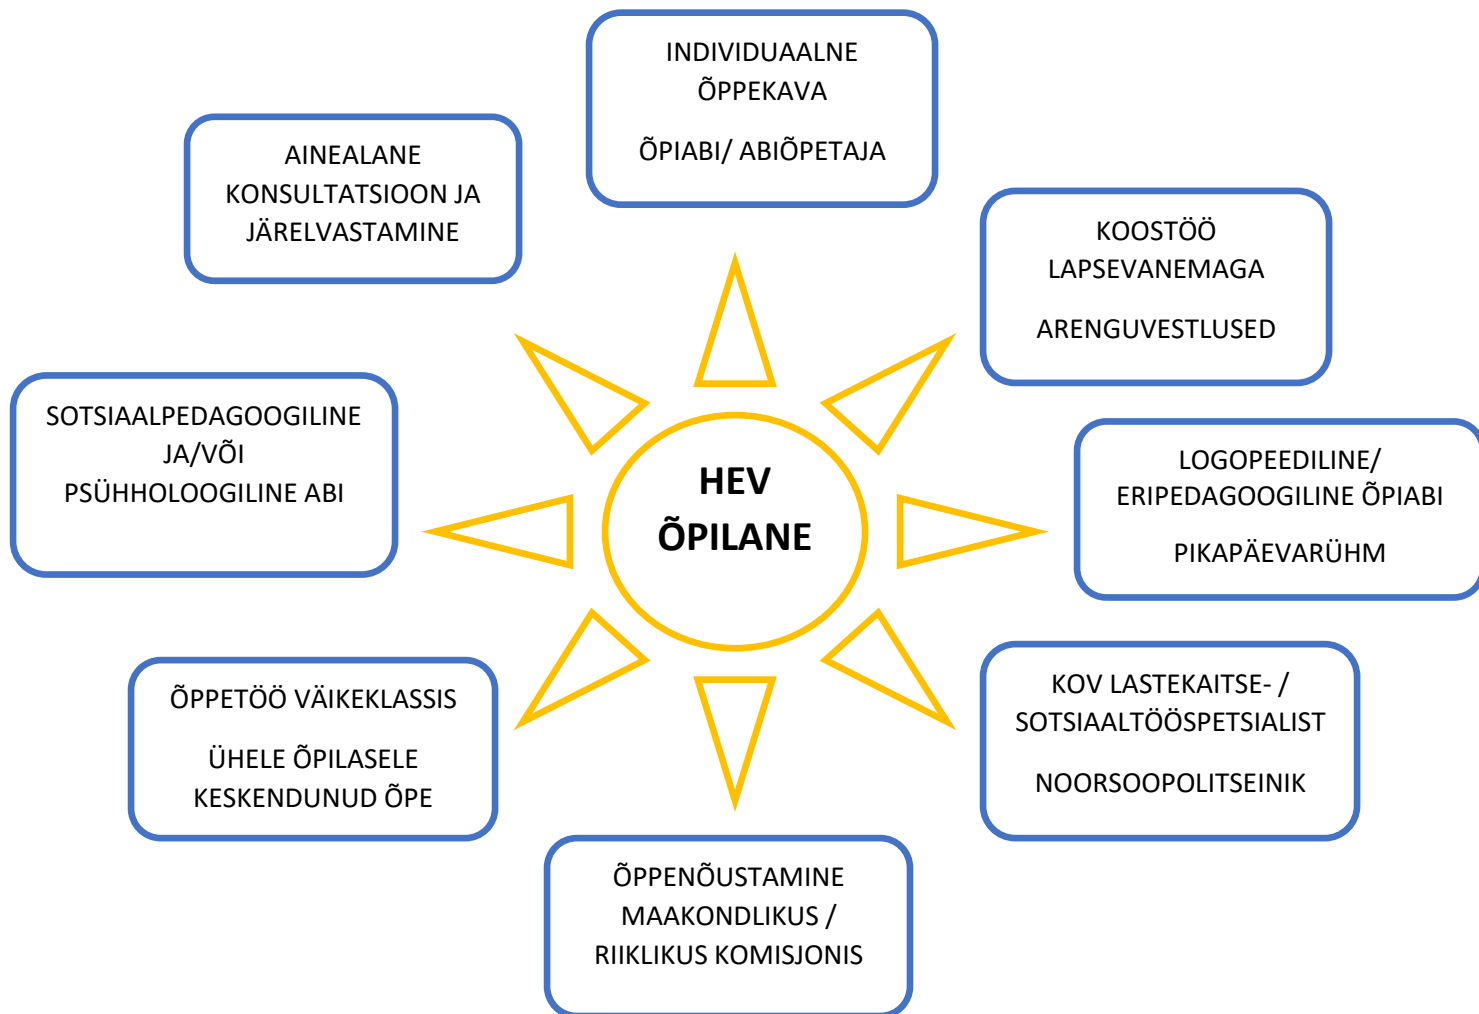 INDIVIDUAALNE
ÕPPEKAVA
ÕPIABI/ ABIÕPETAJA
AINEALANE
KONSULTATSIOON JA
JÄRELVASTAMINE
KOOSTÖÖ
LAPSEVANEMAGA
ARENGUVESTLUSED
SOTSIAALPEDAGOOGILINE
JA/VÕI
PSÜHHOLOOGILINE ABI
HEV
ÕPILANE
LOGOPEEDILINE/
ERIPEDAGOOGILINE ÕPIABI
PIKAPÄEVARÜHM
ÕPPETÖÖ VÄIKEKLASSIS
ÜHELE ÕPILASELE
KESKENDUNUD ÕPE
KOV LASTEKAITSE- /
SOTSIAALTÖÖSPETSIALIST
NOORSOOPOLITSEINIK
ÕPPENÕUSTAMINE
MAAKONDLIKUS /
RIIKLIKUS KOMISJONIS